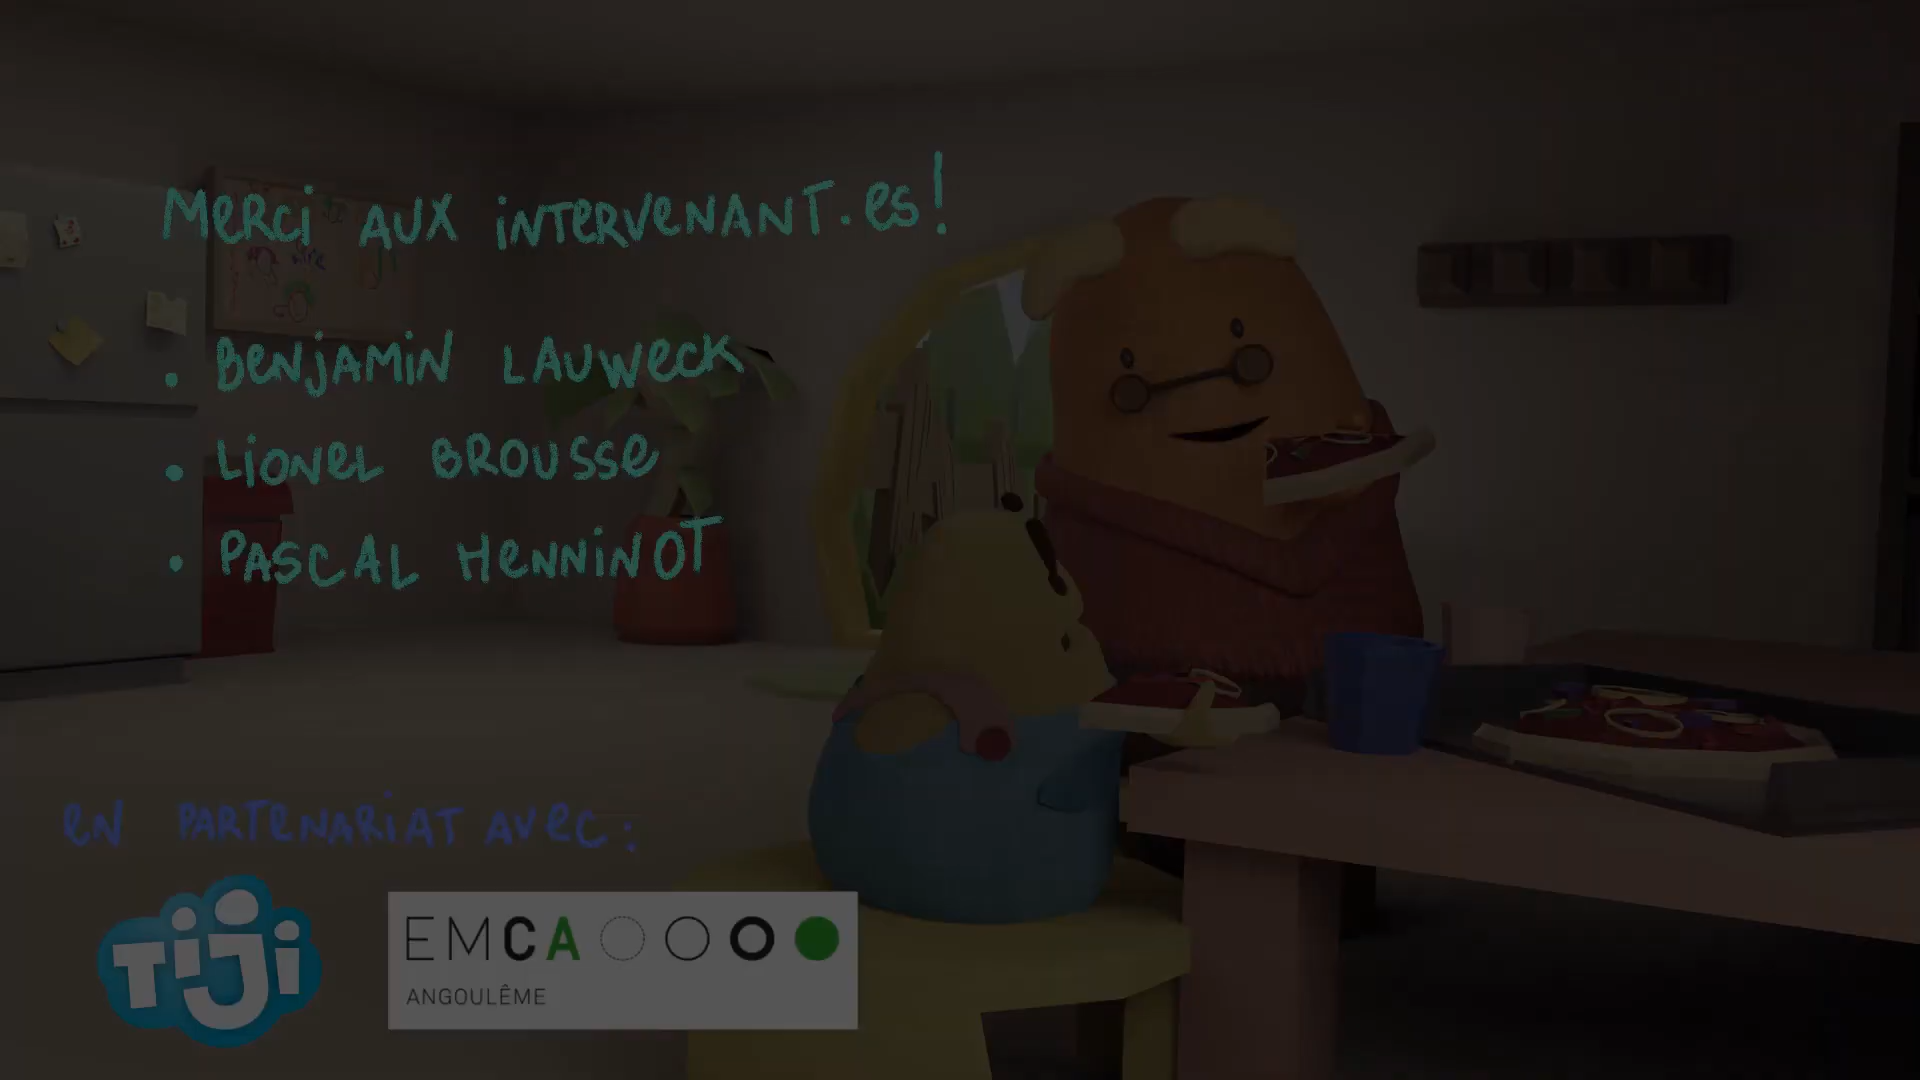 Merci aux intervenant.es!
. Benjamin Lauweck
. Lionel Brousse
. Pascal Henninot
en partenariat avec :
TiJi
EMCA
ANGOULÊME